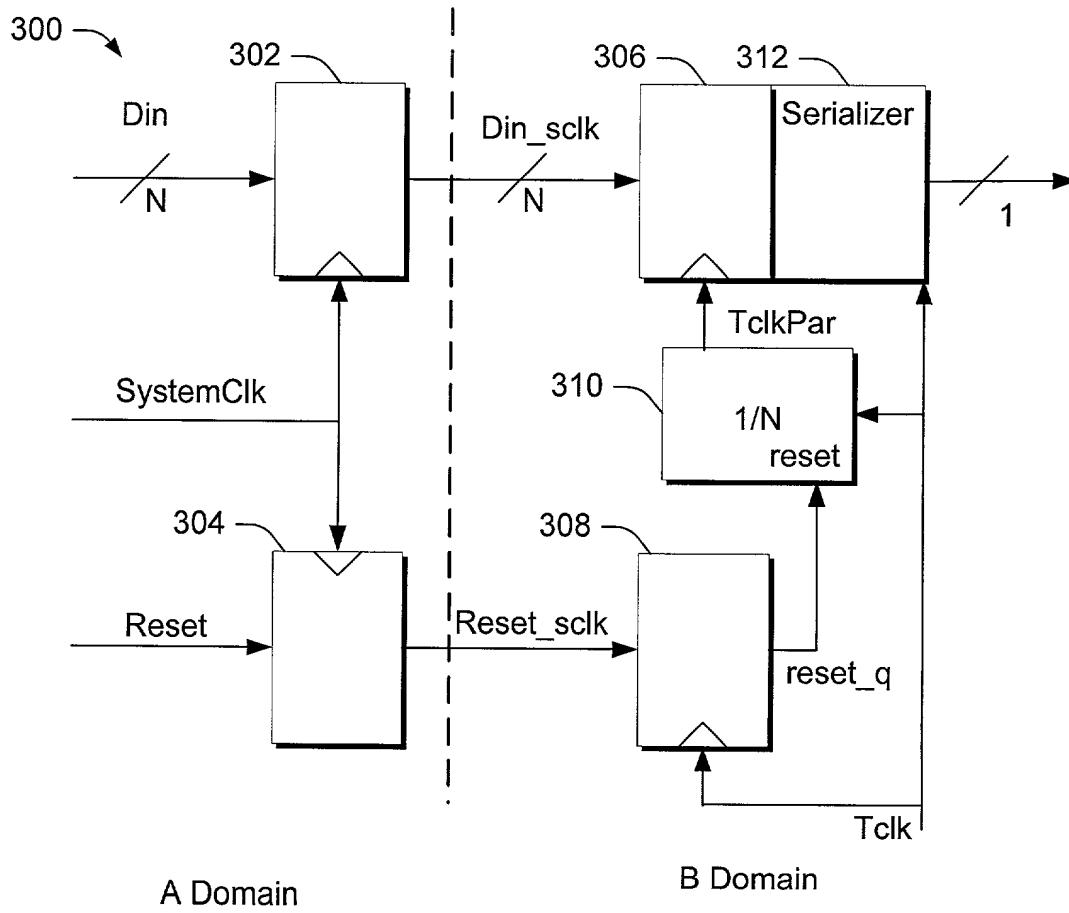 300
302
306
312
Din
N
Din_sclk
N
Serializer
1
TclkPar
SystemClk
310
1/N
reset
304
308
Reset
Reset_sclk
reset_q
Tclk
A Domain
B Domain